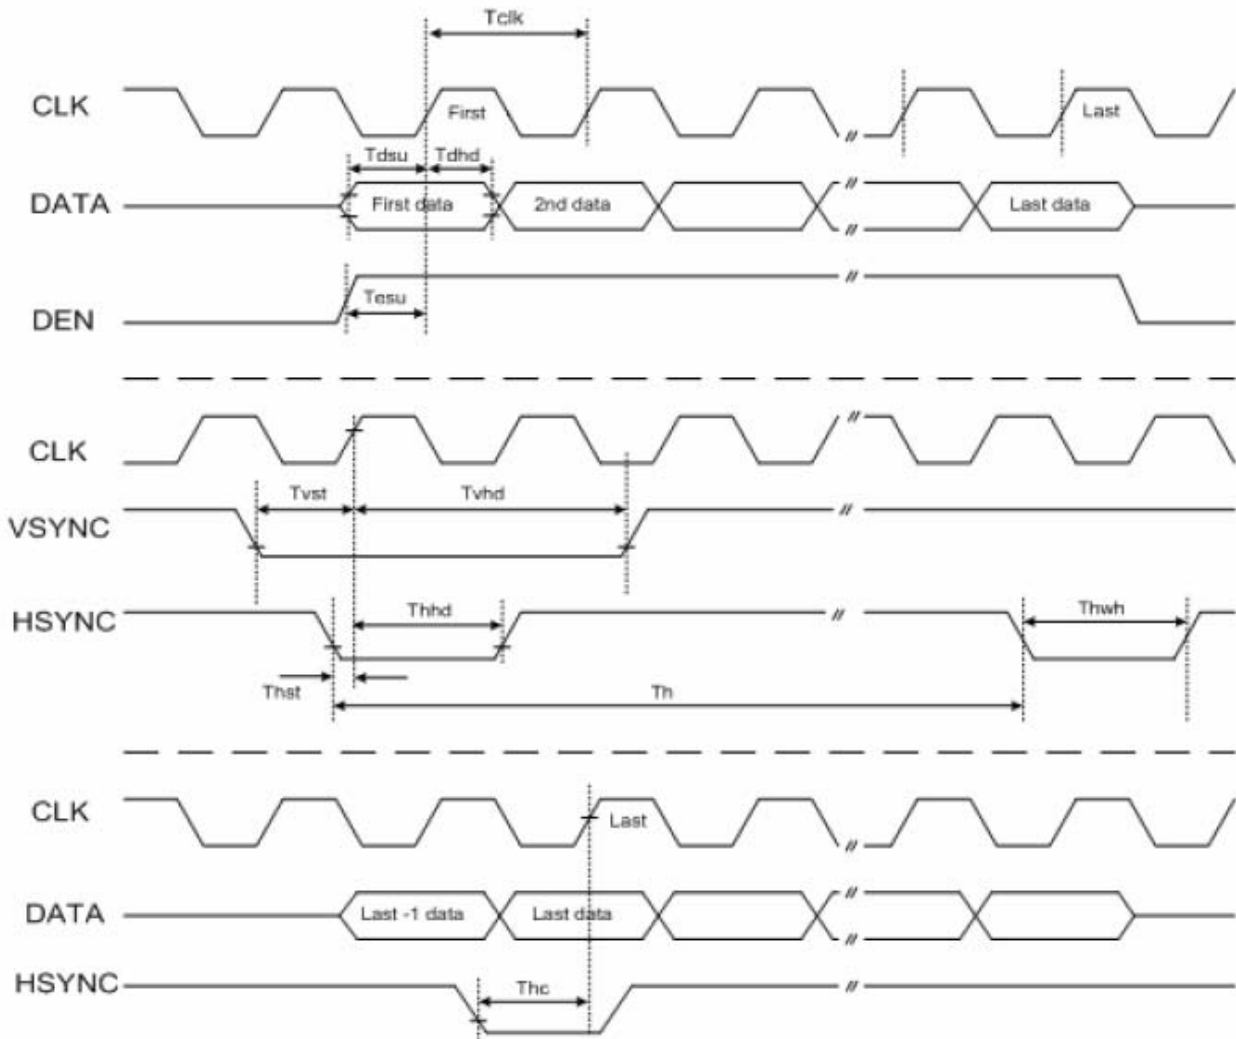 Tclk
CLK
First
Last
Tdsu
Tdhd
DATA
First data
2nd data
Last data
DEN
Tesu
CLK
Tvst
Tvhd
VSYNC
HSYNC
Thhd
Thwh
Thst
Th
CLK
Last
DATA
Last -1 data
Last data
HSYNC
Thc